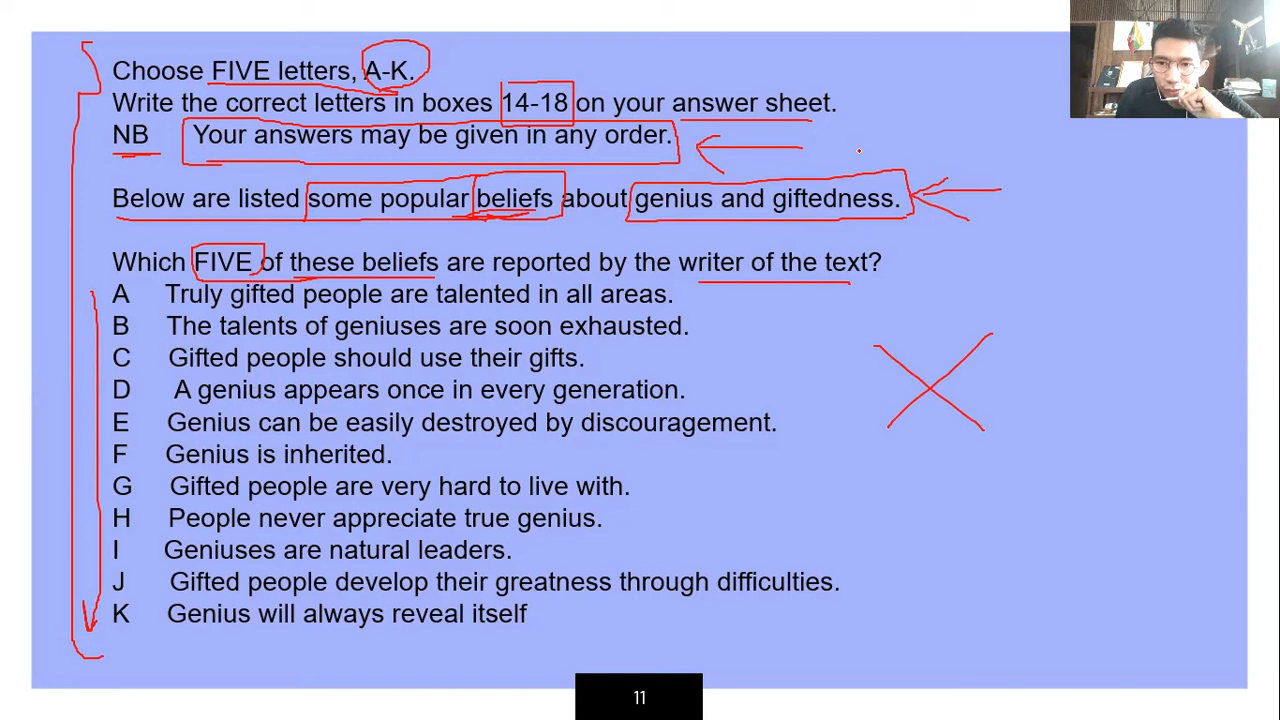 Choose FIVE letters, A-K.
Write the correct letters in boxes 14-18 on your answer sheet.
NB Your answers may be given in any order.
Below are listed some popular beliefs about genius and giftedness.
Which FIVE of these beliefs are reported by the writer of the text?
A Truly gifted people are talented in all areas.
B The talents of geniuses are soon exhausted.
C Gifted people should use their gifts.
D A genius appears once in every generation.
E Genius can be easily destroyed by discouragement.
F Genius is inherited.
G Gifted people are very hard to live with.
H People never appreciate true genius.
I Geniuses are natural leaders.
J Gifted people develop their greatness through difficulties.
K Genius will always reveal itself
11